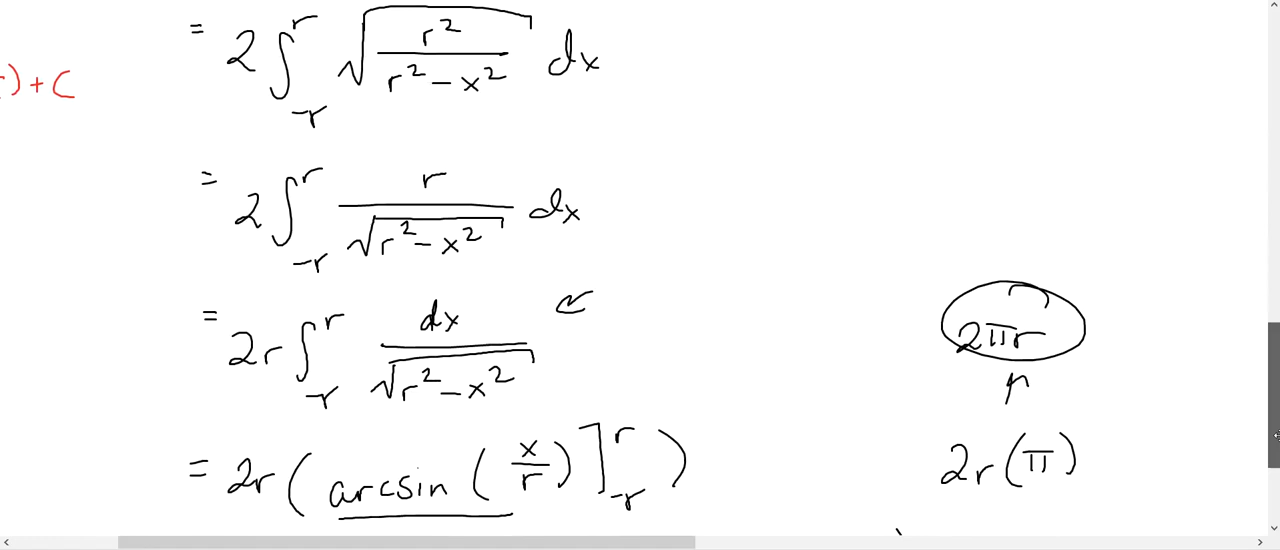 = 2 ∫_{-r}^{r} √(r²/(r² − x²)) dx
) + C
= 2 ∫_{-r}^{r} r/√(r² − x²) dx
= 2r ∫_{-r}^{r} dx/√(r² − x²)
2πr
= 2r ( arcsin ( x/r ) ]_{-r}^{r} )
2r (π)